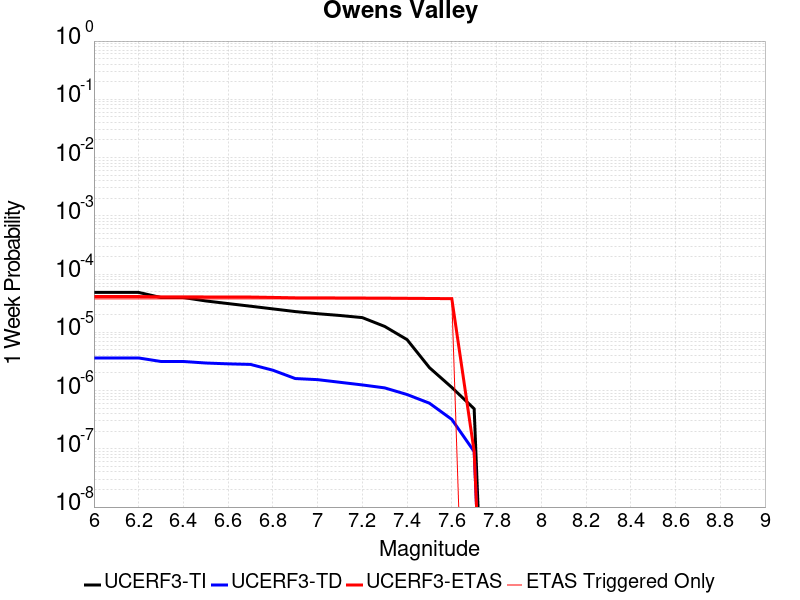 Owens Valley
10^0
10^-1
10^-2
10^-3
10^-4
10^-5
10^-6
10^-7
10^-8
1 Week Probability
6 6.2 6.4 6.6 6.8 7 7.2 7.4 7.6 7.8 8 8.2 8.4 8.6 8.8 9
Magnitude
UCERF3-TI UCERF3-TD UCERF3-ETAS ETAS Triggered Only